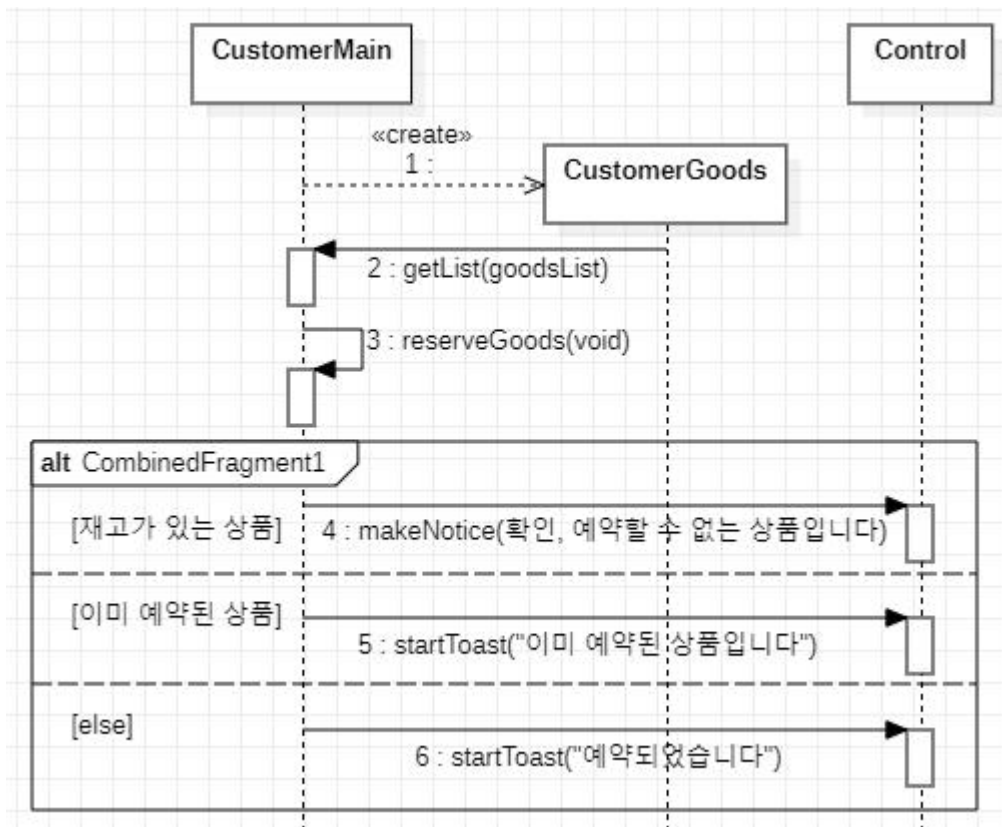 CustomerMain
Control
«create»
1 :
CustomerGoods
2 : getList(goodsList)
3 : reserveGoods(void)
alt CombinedFragment1
[재고가 있는 상품]
4 : makeNotice(확인, 예약할 수 없는 상품입니다)
[이미 예약된 상품]
5 : startToast("이미 예약된 상품입니다")
[else]
6 : startToast("예약되었습니다")